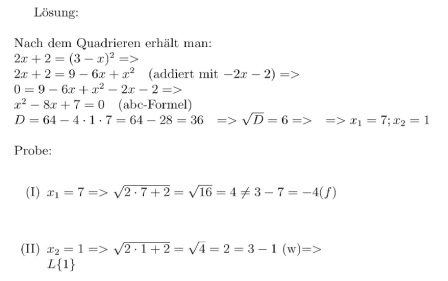 Lösung:
Nach dem Quadrieren erhält man:
2x + 2 = (3 − x)² =>
2x + 2 = 9 − 6x + x² (addiert mit −2x − 2) =>
0 = 9 − 6x + x² − 2x − 2 =>
x² − 8x + 7 = 0 (abc-Formel)
D = 64 − 4 · 1 · 7 = 64 − 28 = 36 => √D = 6 => => x₁ = 7; x₂ = 1
Probe:
(I) x₁ = 7 => √(2 · 7 + 2) = √16 = 4 ≠ 3 − 7 = −4(f)
(II) x₂ = 1 => √(2 · 1 + 2) = √4 = 2 = 3 − 1 (w)=>
L{1}